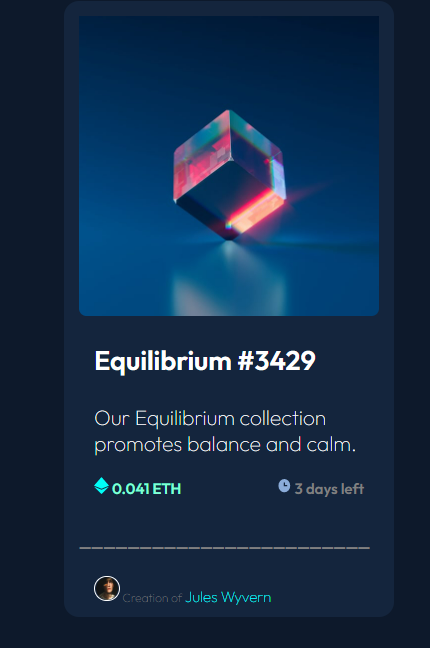 Equilibrium #3429
Our Equilibrium collection
promotes balance and calm.
0.041 ETH 3 days left
Creation of Jules Wyvern